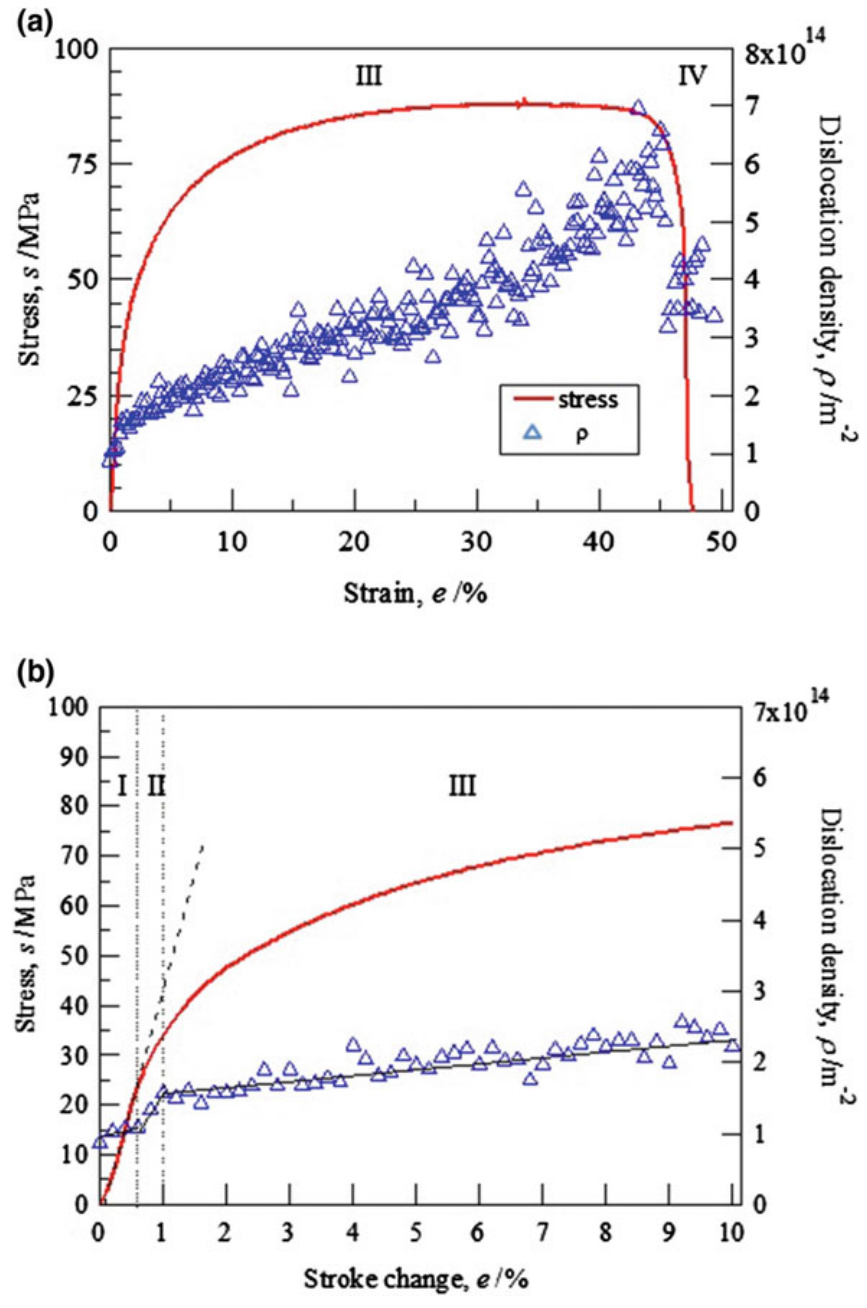 (a)
100
75
50
25
0
Stress, s /MPa
III
IV
8x10^14
7
6
5
4
3
2
1
0
Dislocation density, ρ /m^-2
stress
ρ
0 10 20 30 40 50
Strain, e /%
(b)
100
90
80
70
60
50
40
30
20
10
0
Stress, s /MPa
I II III
7x10^14
6
5
4
3
2
1
0
Dislocation density, ρ /m^-2
0 1 2 3 4 5 6 7 8 9 10
Stroke change, e /%